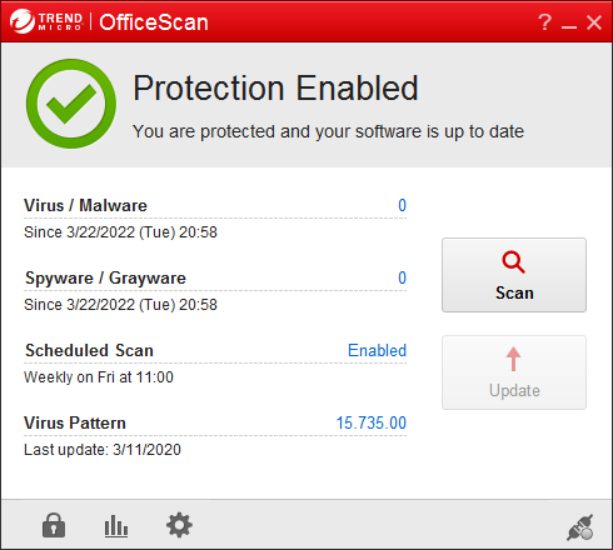 TREND MICRO | OfficeScan
?
Protection Enabled
You are protected and your software is up to date
Virus / Malware 0
Since 3/22/2022 (Tue) 20:58
Spyware / Grayware 0
Since 3/22/2022 (Tue) 20:58
Scan
Scheduled Scan Enabled
Weekly on Fri at 11:00
Update
Virus Pattern 15.735.00
Last update: 3/11/2020